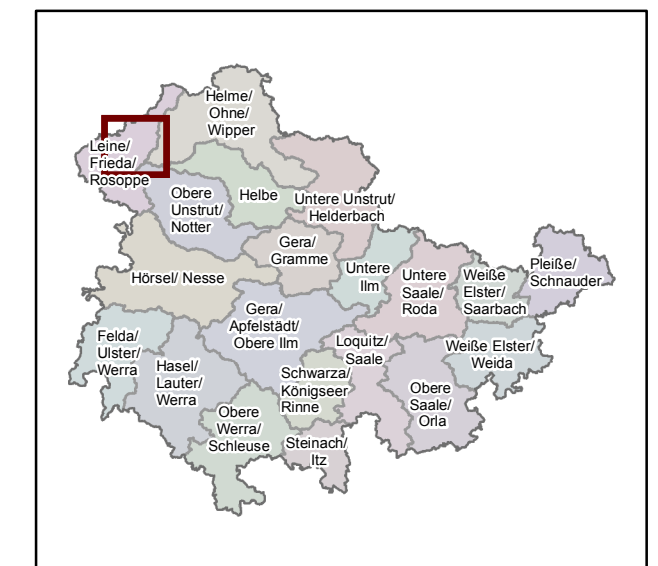 Helme/
Ohne/
Wipper
Leine/
Frieda/
Rosoppe
Obere
Unstrut/
Notter
Helbe
Untere Unstrut/
Helderbach
Gera/
Gramme
Hörsel/ Nesse
Untere
Ilm
Untere
Saale/
Roda
Weiße
Elster/
Saarbach
Pleiße/
Schnauder
Gera/
Apfelstädt/
Obere Ilm
Felda/
Ulster/
Werra
Hasel/
Lauter/
Werra
Loquitz/
Saale
Weiße Elster/
Weida
Schwarza/
Königseer
Rinne
Obere
Saale/
Orla
Obere
Werra/
Schleuse
Steinach/
Itz